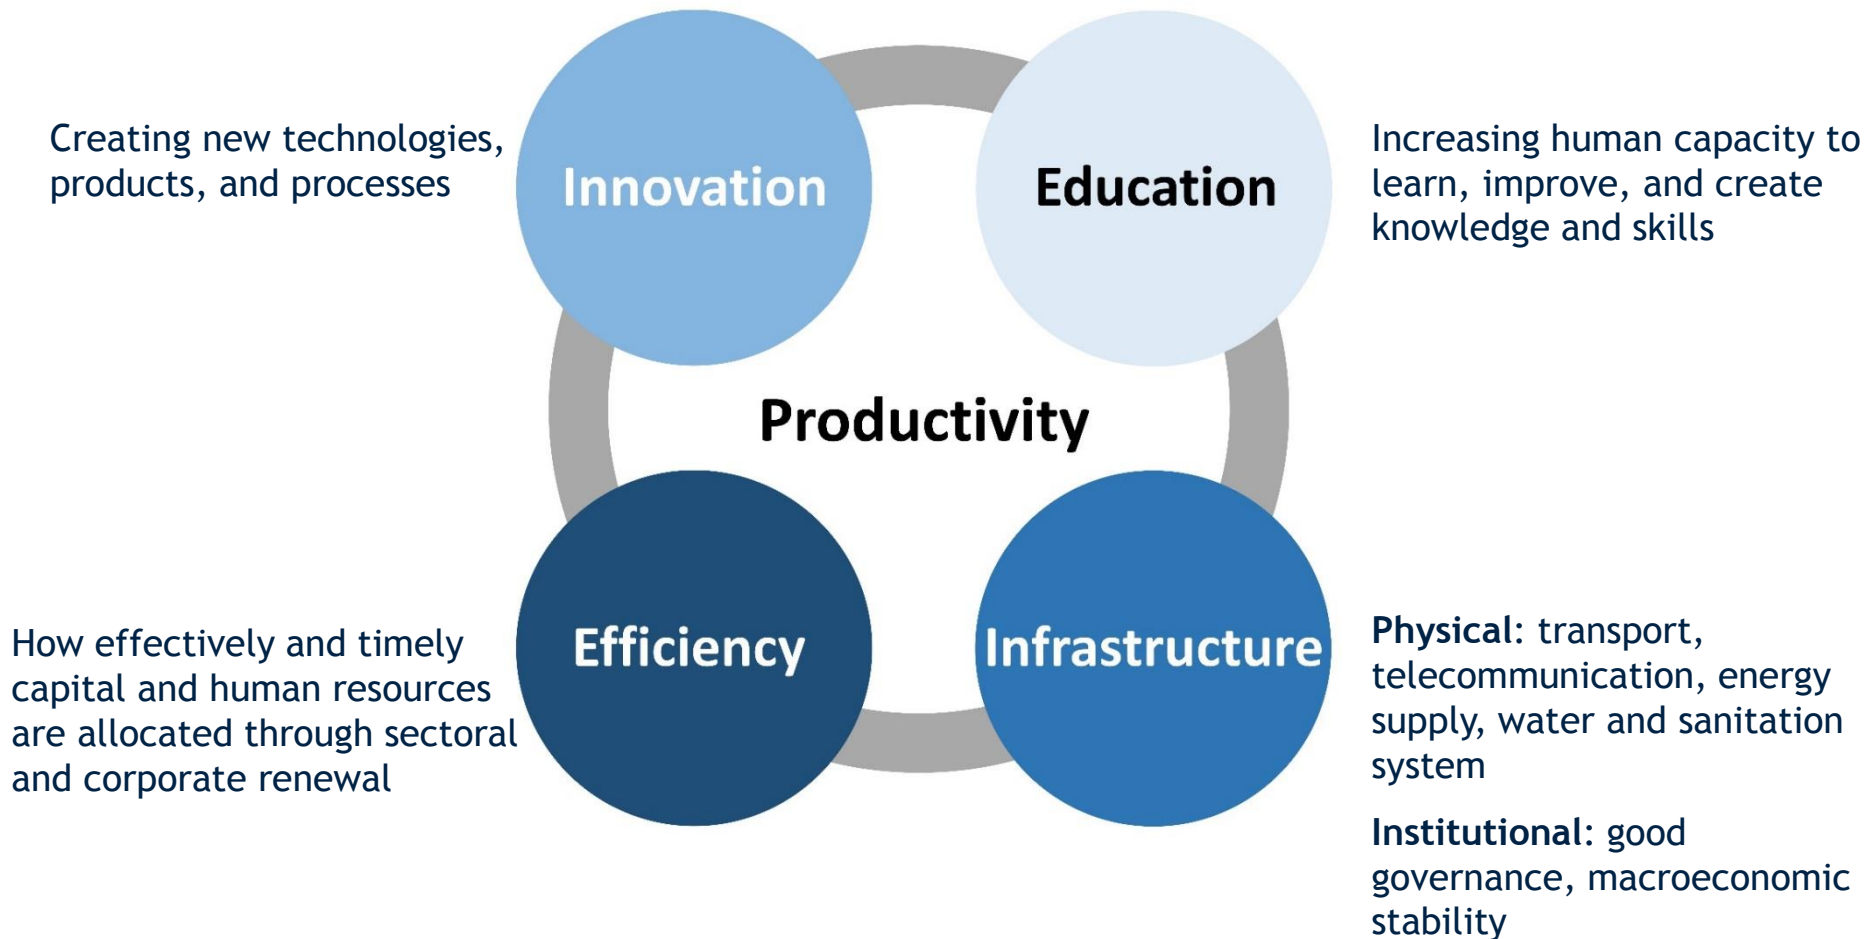 Creating new technologies,
products, and processes
Innovation
Education
Increasing human capacity to
learn, improve, and create
knowledge and skills
Productivity
How effectively and timely
capital and human resources
are allocated through sectoral
and corporate renewal
Efficiency
Infrastructure
Physical: transport,
telecommunication, energy
supply, water and sanitation
system
Institutional: good
governance, macroeconomic
stability